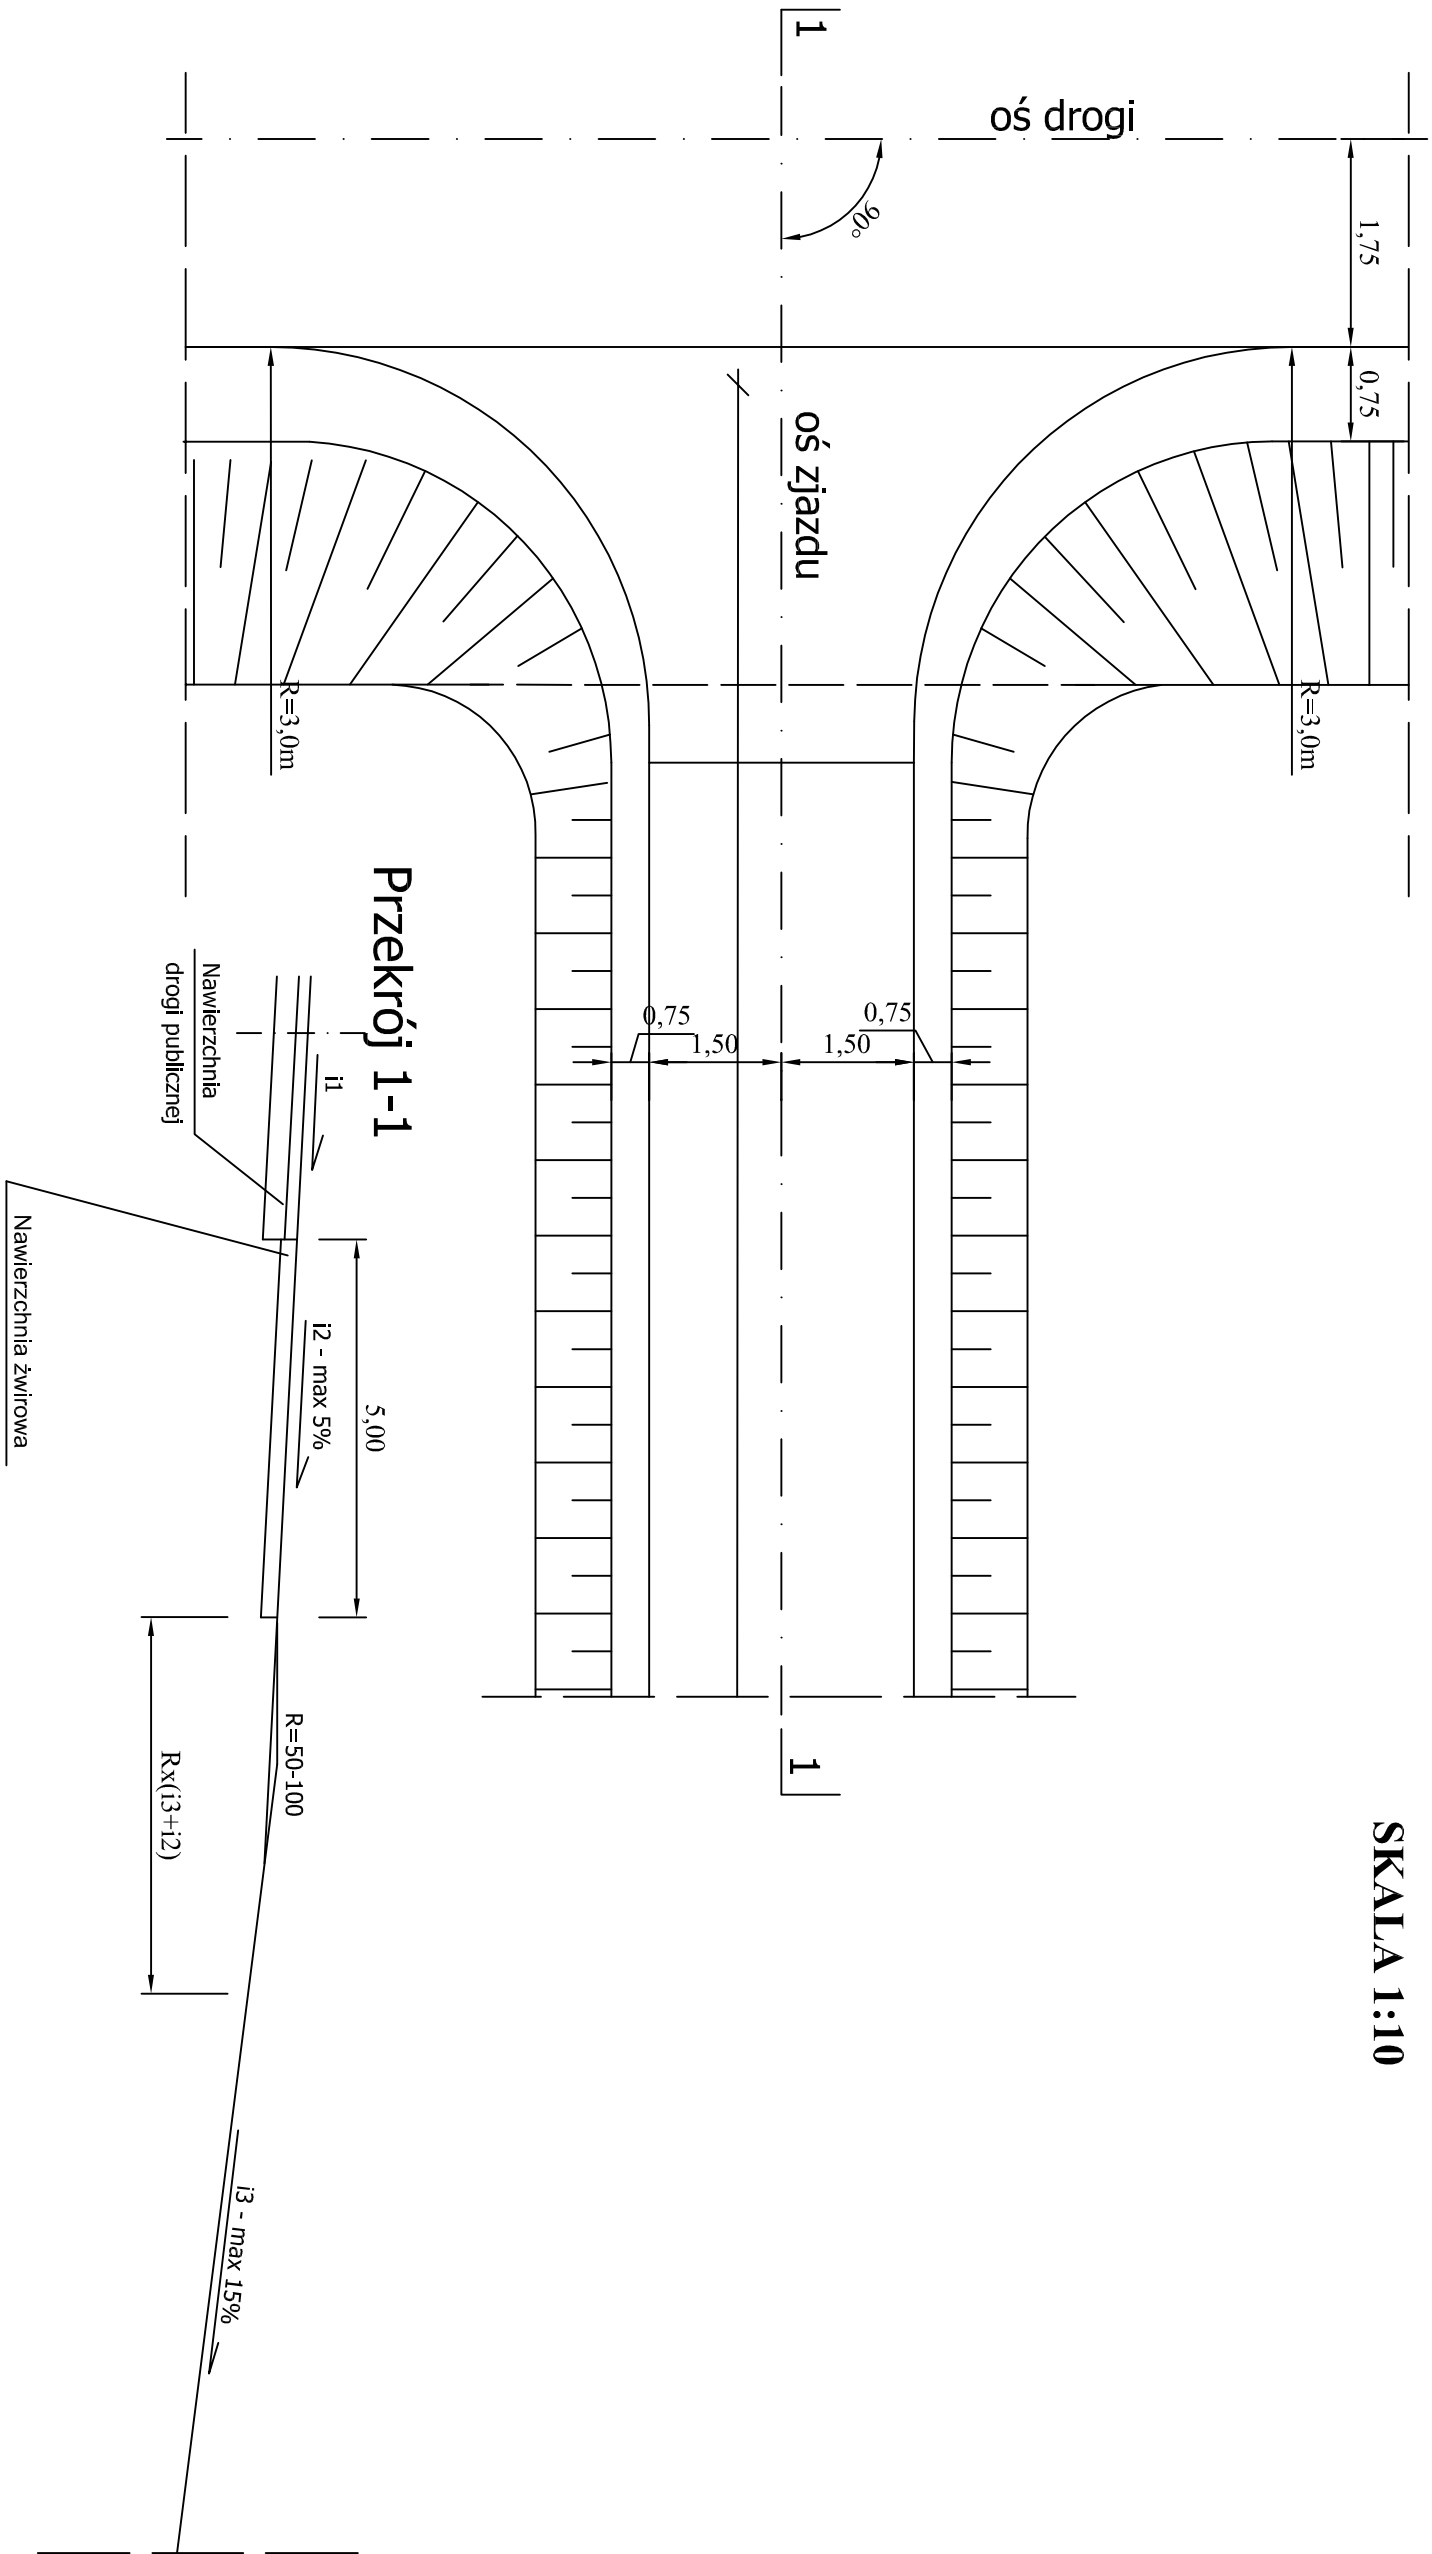 1
oś drogi
90°
1,75
0,75
oś zjazdu
R=3,0m
R=3,0m
0,75
0,75
1,50
1,50
1
SKALA 1:10
Przekrój 1-1
Nawierzchnia
drogi publicznej
i1
Nawierzchnia żwirowa
i2 - max 5%
5,00
R=50-100
Rx(i3+i2)
i3 - max 15%